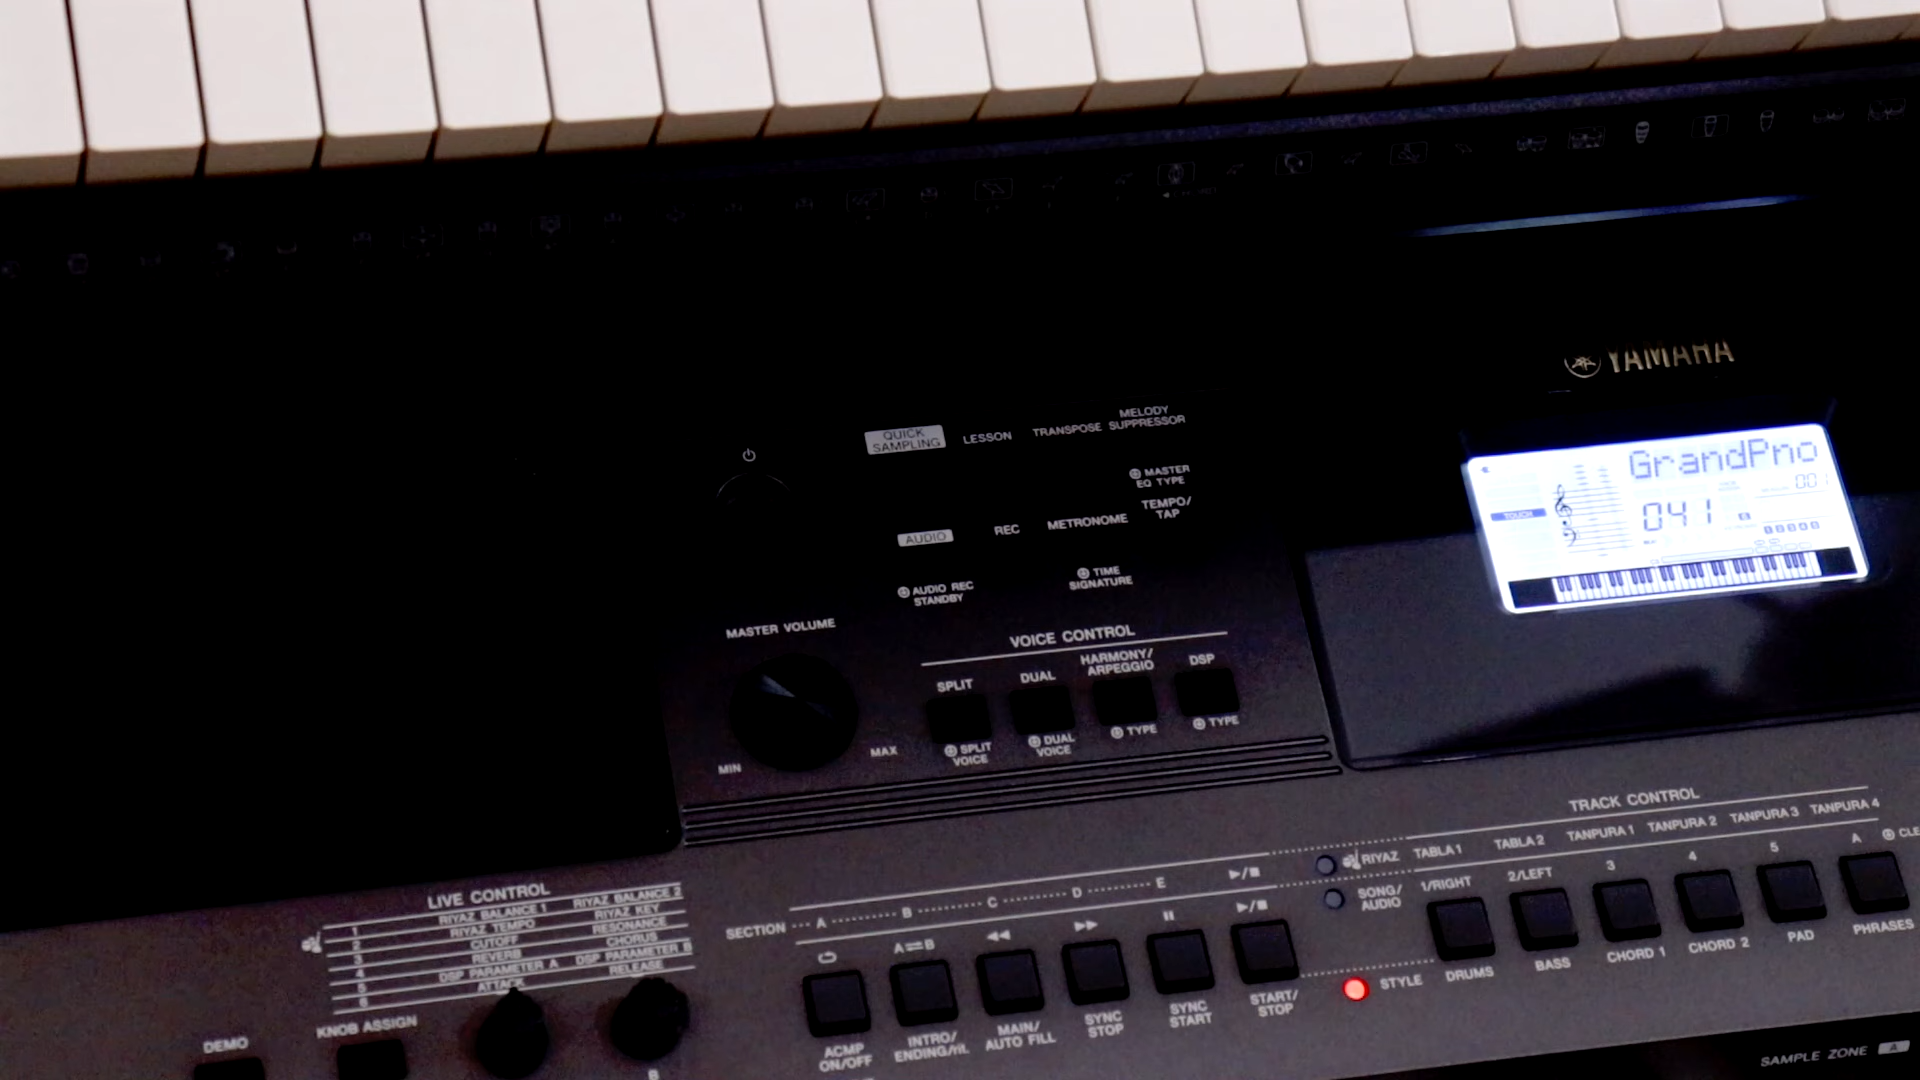 YAMAHA
QUICK
SAMPLING
LESSON
TRANSPOSE
MELODY
SUPPRESSOR
MASTER
EQ TYPE
AUDIO
REC
METRONOME
TEMPO/
TAP
AUDIO REC
STANDBY
TIME
SIGNATURE
GrandPno
001
041
TOUCH
MASTER VOLUME
MIN
MAX
VOICE CONTROL
SPLIT
DUAL
HARMONY/
ARPEGGIO
DSP
SPLIT
VOICE
DUAL
VOICE
TYPE
TYPE
TRACK CONTROL
RIYAZ TABLA 1 TABLA 2 TANPURA 1 TANPURA 2 TANPURA 3 TANPURA 4
SONG/
AUDIO
1/RIGHT 2/LEFT 3 4 5 A
STYLE DRUMS BASS CHORD 1 CHORD 2 PAD PHRASES
LIVE CONTROL
1 RIYAZ BALANCE 1 RIYAZ BALANCE 2
2 RIYAZ TEMPO RIYAZ KEY
3 CUTOFF RESONANCE
4 REVERB CHORUS
5 DSP PARAMETER A DSP PARAMETER B
6 ATTACK RELEASE
SECTION A B C D E
A B
DEMO
KNOB ASSIGN
B
ACMP
ON/OFF
INTRO/
ENDING/rit.
MAIN/
AUTO FILL
SYNC
STOP
SYNC
START
START/
STOP
SAMPLE ZONE A